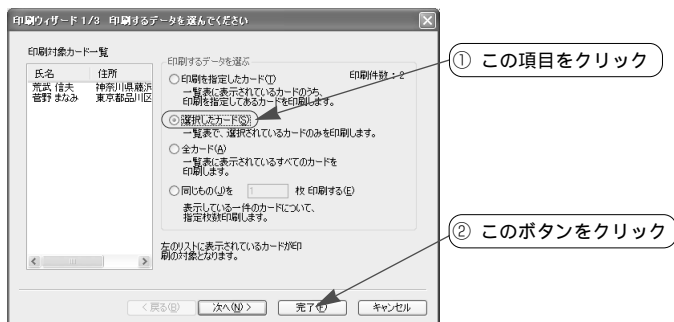 印刷ウィザード 1/3 印刷するデータを選んでください
印刷対象カード一覧
氏名 住所
荒武 信夫 神奈川県藤沢
菅野 まなみ 東京都品川区
印刷するデータを選ぶ
印刷を指定したカード(T) 印刷件数:2
一覧表に表示されているカードのうち、
印刷を指定してあるカードを印刷します。
選択したカード(S)
一覧表で、選択されているカードのみを印刷します。
全カード(A)
一覧表に表示されているすべてのカードを
印刷します。
同じもの(J)を 1 枚 印刷する(E)
表示している一件のカードについて、
指定枚数印刷します。
左のリストに表示されているカードが印
刷の対象となります。
< 戻る(B) 次へ(N) > 完了(F) キャンセル
① この項目をクリック
② このボタンをクリック